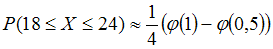 P(18 ≤ X ≤ 24) ≈ 1/4 (φ(1) − φ(0,5))